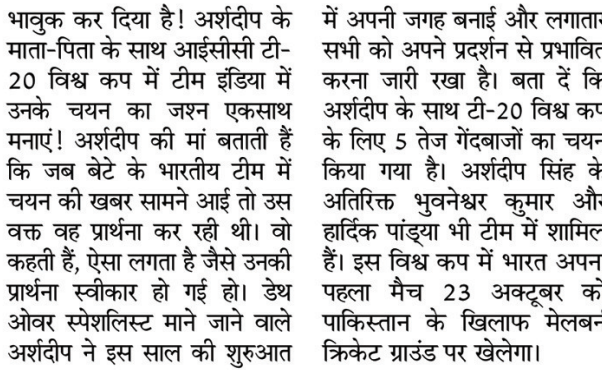 भावुक कर दिया है! अर्शदीप के
माता-पिता के साथ आईसीसी टी-
20 विश्व कप में टीम इंडिया में
उनके चयन का जश्न एकसाथ
मनाएं! अर्शदीप की मां बताती हैं
कि जब बेटे के भारतीय टीम में
चयन की खबर सामने आई तो उस
वक्त वह प्रार्थना कर रही थी। वो
कहती हैं, ऐसा लगता है जैसे उनकी
प्रार्थना स्वीकार हो गई हो। डेथ
ओवर स्पेशलिस्ट माने जाने वाले
अर्शदीप ने इस साल की शुरुआत
में अपनी जगह बनाई और लगातार
सभी को अपने प्रदर्शन से प्रभावित
करना जारी रखा है। बता दें कि
अर्शदीप के साथ टी-20 विश्व कप
के लिए 5 तेज गेंदबाजों का चयन
किया गया है। अर्शदीप सिंह के
अतिरिक्त भुवनेश्वर कुमार और
हार्दिक पांड्या भी टीम में शामिल
हैं। इस विश्व कप में भारत अपना
पहला मैच 23 अक्टूबर को
पाकिस्तान के खिलाफ मेलबर्न
क्रिकेट ग्राउंड पर खेलेगा।